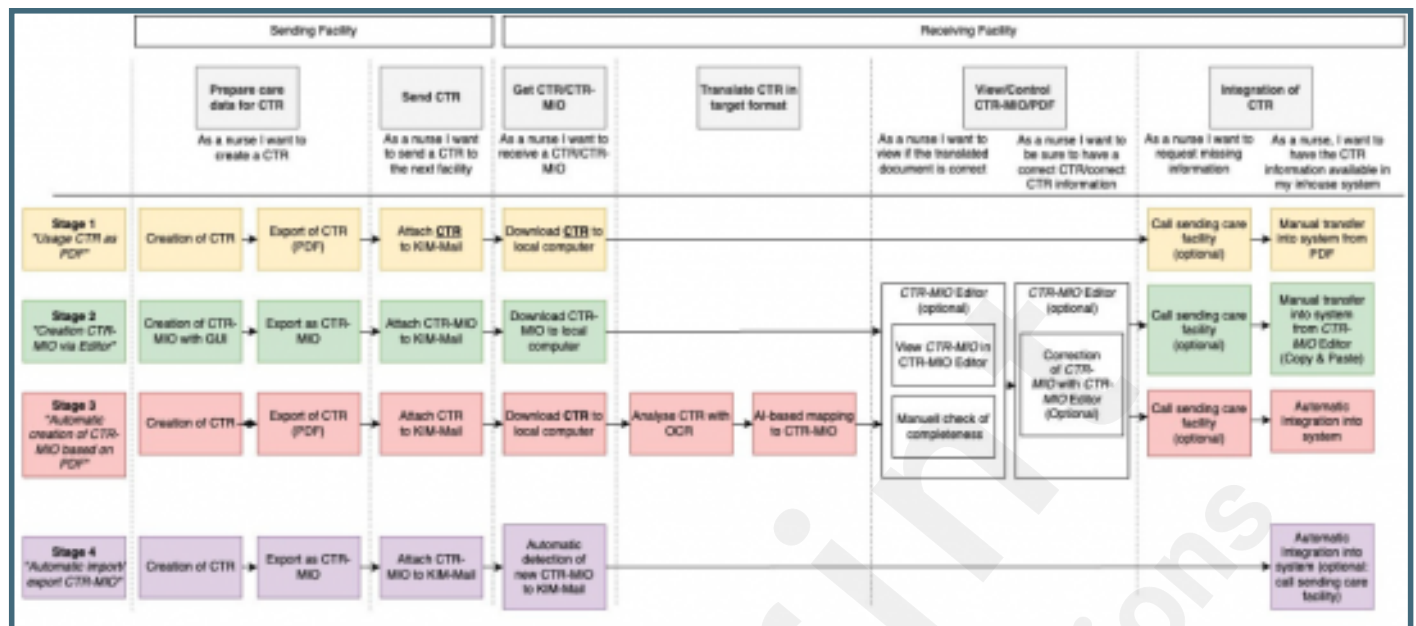 Sending Facility
Receiving Facility
Prepare care
data for CTR
Send CTR
Get CTR/CTR-
MIO
Translate CTR in
target format
View/Control
CTR-MIO/PDF
Integration of
CTR
As a nurse I want to
create a CTR
As a nurse I want
to send a CTR to
the next facility
As a nurse I want to
receive a CTR/CTR-
MIO
As a nurse I want to
view if the translated
document is correct
As a nurse I want to
be sure to have a
correct CTR/correct
CTR information
As a nurse I want to
request missing
information
As a nurse, I want to
have the CTR
information available in
my inhouse system
Stage 1
"Usage CTR as
PDF"
Creation of CTR
Export of CTR
(PDF)
Attach CTR
to KIM-Mail
Download CTR to
local computer
Call sending care
facility
(optional)
Manual transfer
into system from
PDF
Stage 2
"Creation CTR-
MIO via Editor"
Creation of CTR-
MIO with GUI
Export as CTR-
MIO
Attach CTR-MIO
to KIM-Mail
Download CTR-
MIO to local
computer
CTR-MIO Editor
(optional)
View CTR-MIO in
CTR-MIO Editor
Manuell check of
completeness
CTR-MIO Editor
(optional)
Correction
of CTR-
MIO with CTR-
MIO Editor
(Optional)
Call sending care
facility
(optional)
Manual transfer
into system
from CTR-
MIO Editor
(Copy & Paste)
Stage 3
"Automatic
creation of CTR-
MIO based on
PDF"
Creation of CTR
Export of CTR
(PDF)
Attach CTR
to KIM-Mail
Download CTR to
local computer
Analyse CTR with
OCR
AI-based mapping
to CTR-MIO
Call sending care
facility
(optional)
Automatic
Integration into
system
Stage 4
"Automatic import/
export CTR-MIO"
Creation of CTR
Export as CTR-
MIO
Attach CTR-
MIO to KIM-Mail
Automatic
detection of
new CTR-MIO
to KIM-Mail
Automatic
Integration into
system (optional:
call sending care
facility)